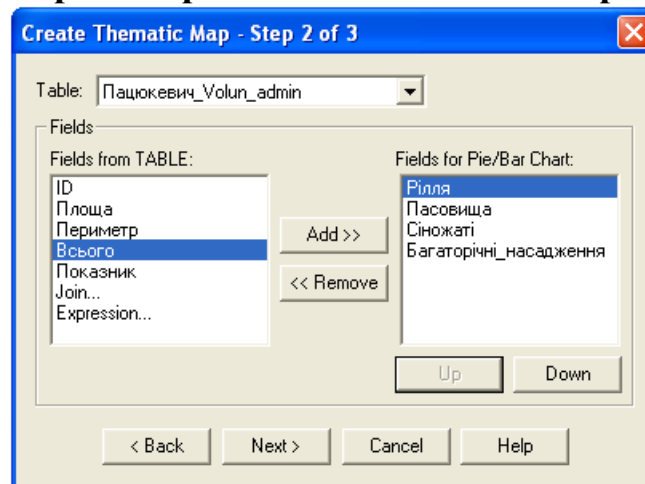 Create Thematic Map - Step 2 of 3
Table: Пацюкевич_Volun_admin
Fields
Fields from TABLE:
ID
Площа
Периметр
Всього
Показник
Join...
Expression...
Add >>
<< Remove
Fields for Pie/Bar Chart:
Рілля
Пасовища
Сіножаті
Багаторічні_насадження
Up
Down
< Back
Next >
Cancel
Help